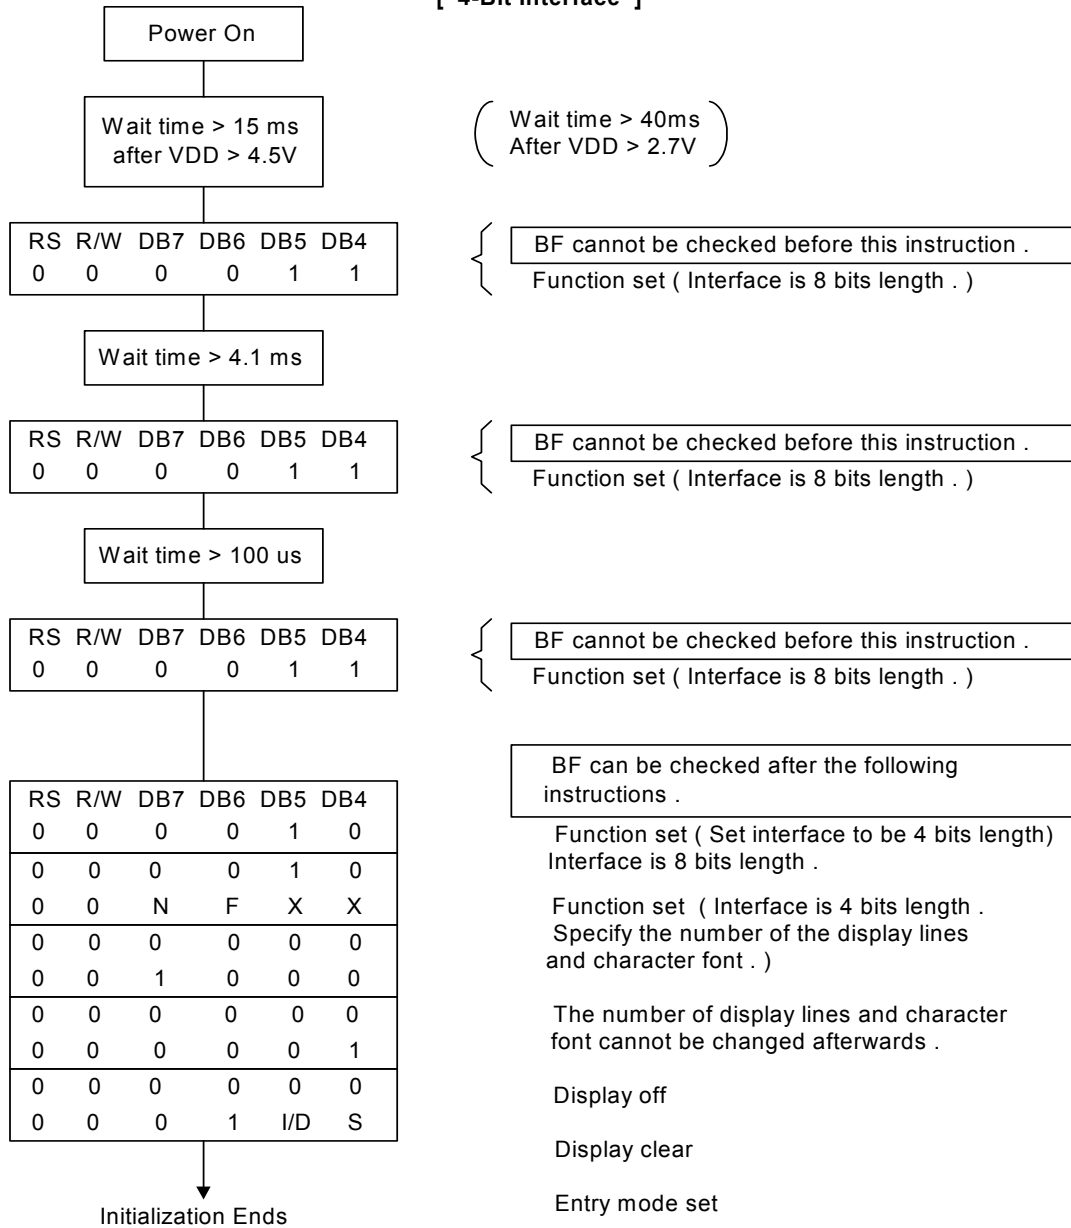 [ 4-Bit Interface ]
Power On
Wait time > 15 ms
after VDD > 4.5V
Wait time > 40ms
After VDD > 2.7V
RS R/W DB7 DB6 DB5 DB4
0 0 0 0 1 1
BF cannot be checked before this instruction .
Function set ( Interface is 8 bits length . )
Wait time > 4.1 ms
RS R/W DB7 DB6 DB5 DB4
0 0 0 0 1 1
BF cannot be checked before this instruction .
Function set ( Interface is 8 bits length . )
Wait time > 100 us
RS R/W DB7 DB6 DB5 DB4
0 0 0 0 1 1
BF cannot be checked before this instruction .
Function set ( Interface is 8 bits length . )
RS R/W DB7 DB6 DB5 DB4
0 0 0 0 1 0
0 0 0 0 1 0
0 0 N F X X
0 0 0 0 0 0
0 0 1 0 0 0
0 0 0 0 0 0
0 0 0 0 0 1
0 0 0 0 0 0
0 0 0 1 I/D S
BF can be checked after the following
instructions .
Function set ( Set interface to be 4 bits length)
Interface is 8 bits length .
Function set ( Interface is 4 bits length .
Specify the number of the display lines
and character font . )
The number of display lines and character
font cannot be changed afterwards .
Display off
Display clear
Entry mode set
Initialization Ends